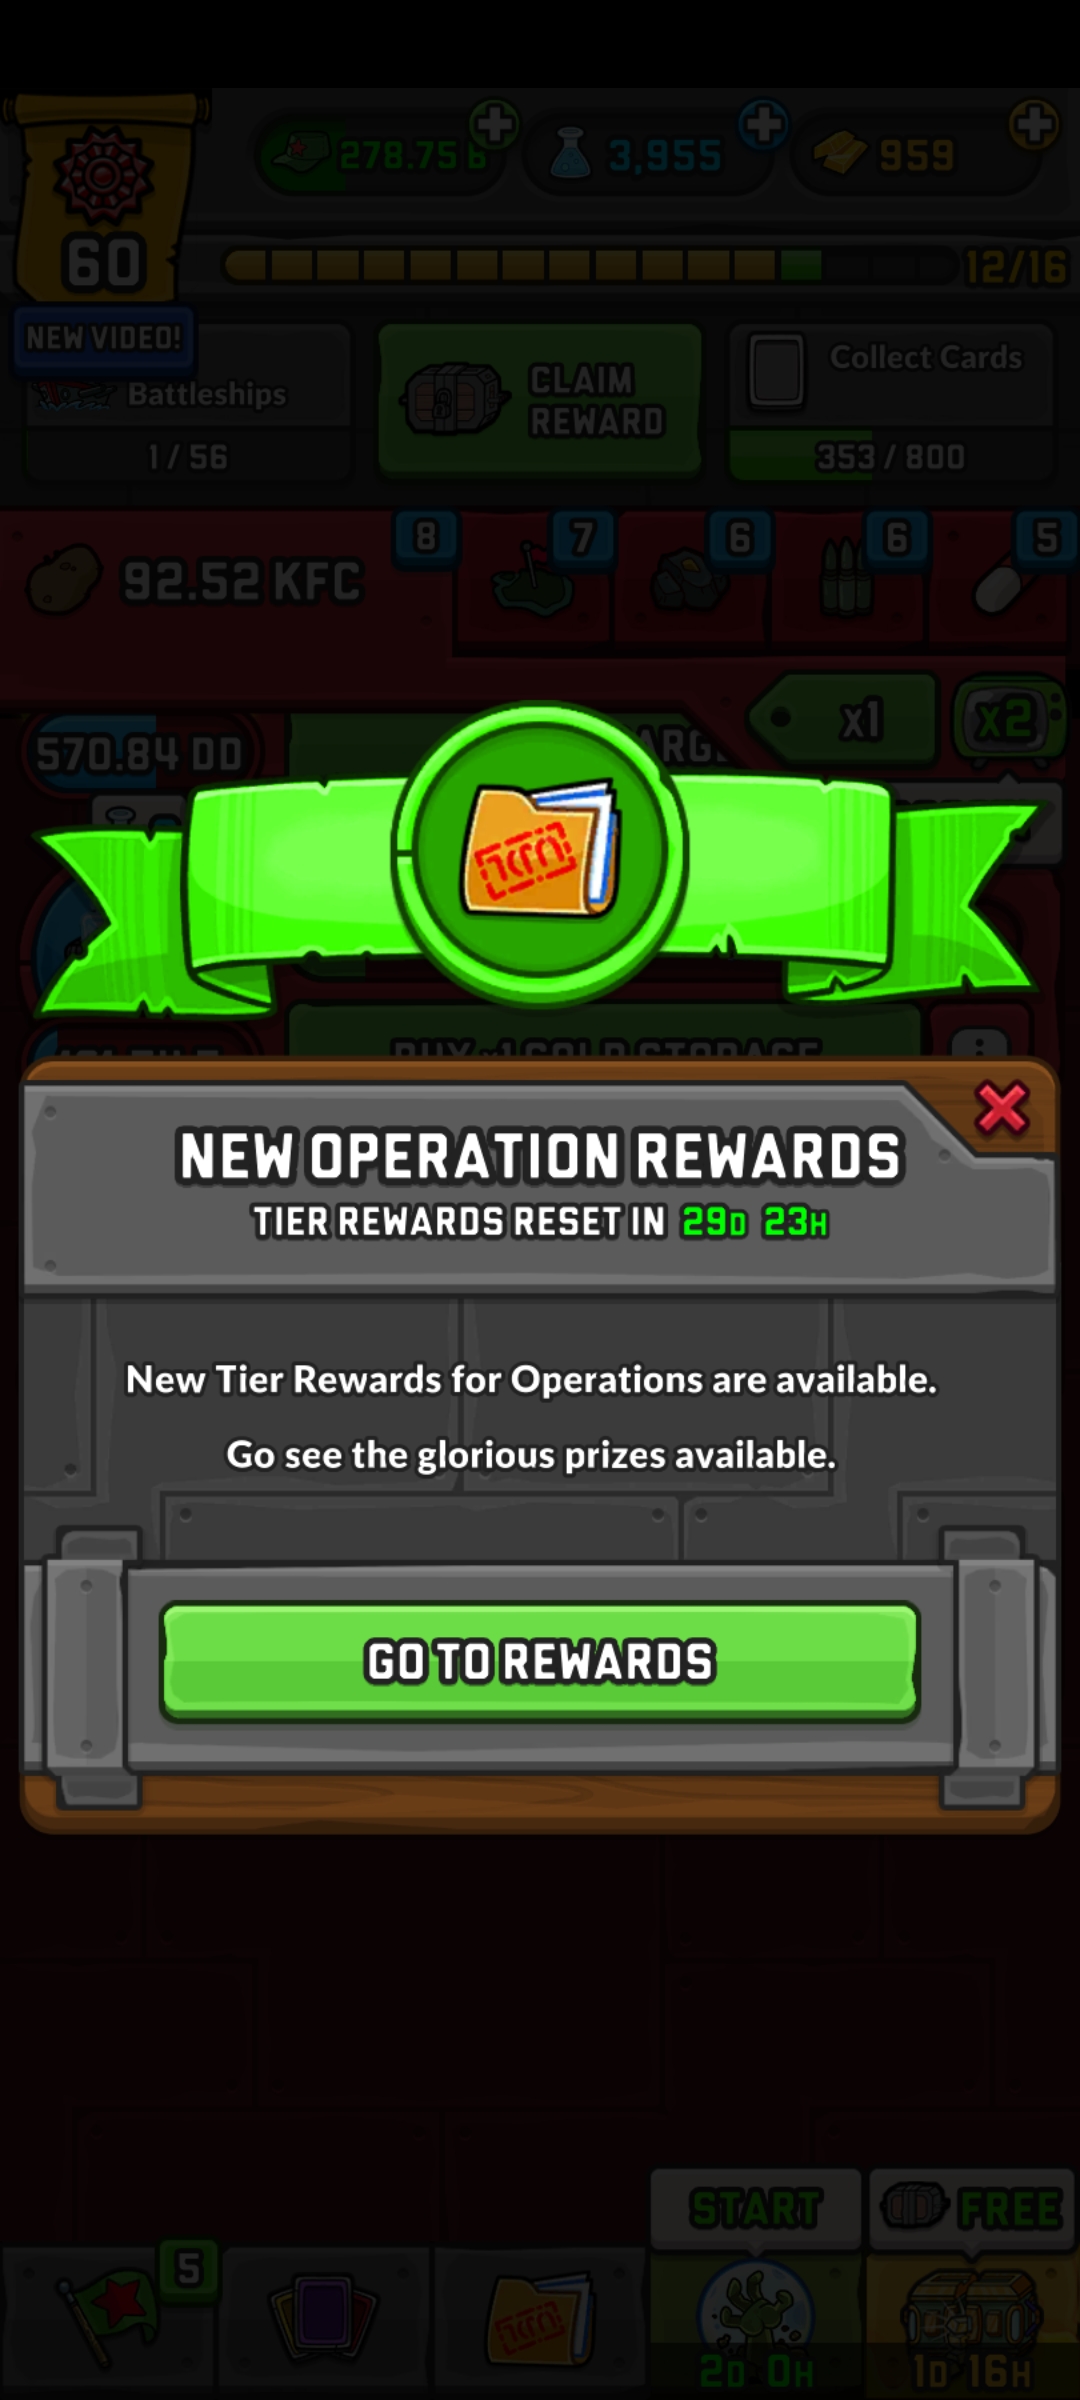 278.75 B
3,955
959
60
12/16
NEW VIDEO!
Battleships
1 / 56
CLAIM
REWARD
Collect Cards
353 / 800
92.52 KFC
8
7
6
6
5
x1
x2
570.84 DD
NEW OPERATION REWARDS
TIER REWARDS RESET IN 29D 23H
New Tier Rewards for Operations are available.
Go see the glorious prizes available.
GO TO REWARDS
START
FREE
5
2D 0H
1D 16H